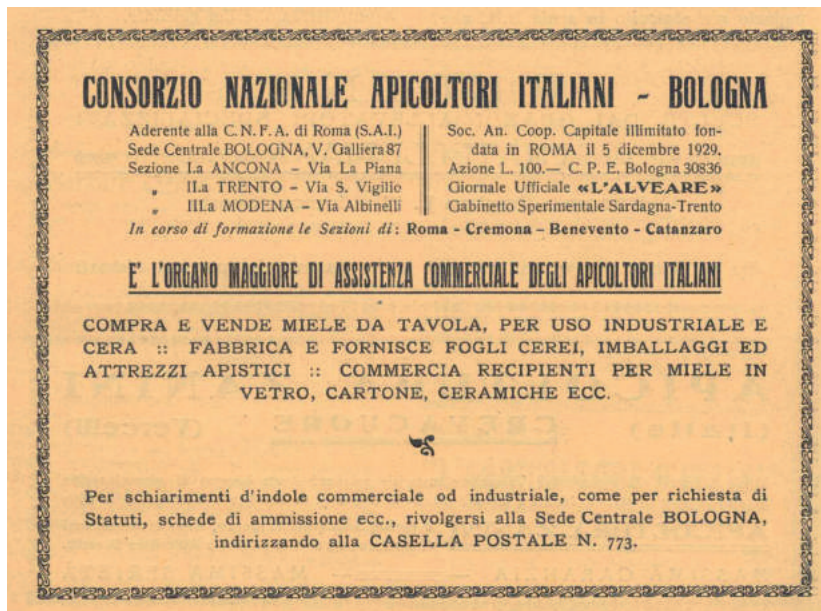 CONSORZIO NAZIONALE APICOLTORI ITALIANI - BOLOGNA
Aderente alla C. N. F. A. di Roma (S.A.I.)
Sede Centrale BOLOGNA, V. Galliera 87
Sezione I.a ANCONA - Via La Piana
„ II.a TRENTO - Via S. Vigilio
„ III.a MODENA - Via Albinelli
Soc. An. Coop. Capitale illimitato fon-
data in ROMA il 5 dicembre 1929.
Azione L. 100.— C. P. E. Bologna 30836
Giornale Ufficiale «L'ALVEARE»
Gabinetto Sperimentale Sardagna-Trento
In corso di formazione le Sezioni di: Roma - Cremona - Benevento - Catanzaro
E' L'ORGANO MAGGIORE DI ASSISTENZA COMMERCIALE DEGLI APICOLTORI ITALIANI
COMPRA E VENDE MIELE DA TAVOLA, PER USO INDUSTRIALE E
CERA :: FABBRICA E FORNISCE FOGLI CEREI, IMBALLAGGI ED
ATTREZZI APISTICI :: COMMERCIA RECIPIENTI PER MIELE IN
VETRO, CARTONE, CERAMICHE ECC.
Per schiarimenti d'indole commerciale od industriale, come per richiesta di
Statuti, schede di ammissione ecc., rivolgersi alla Sede Centrale BOLOGNA,
indirizzando alla CASELLA POSTALE N. 773.